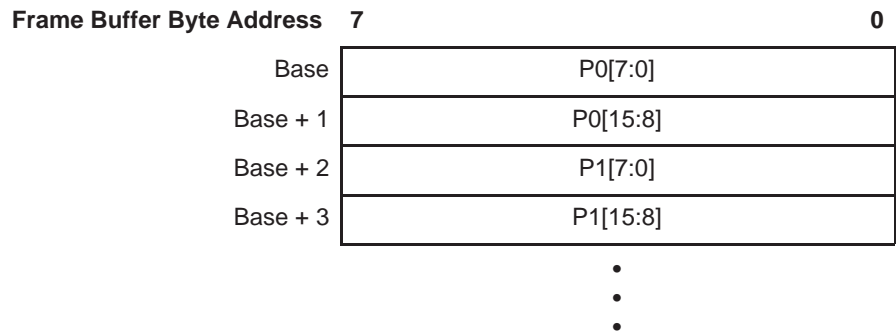 Frame Buffer Byte Address 7 0
Base P0[7:0]
Base + 1 P0[15:8]
Base + 2 P1[7:0]
Base + 3 P1[15:8]